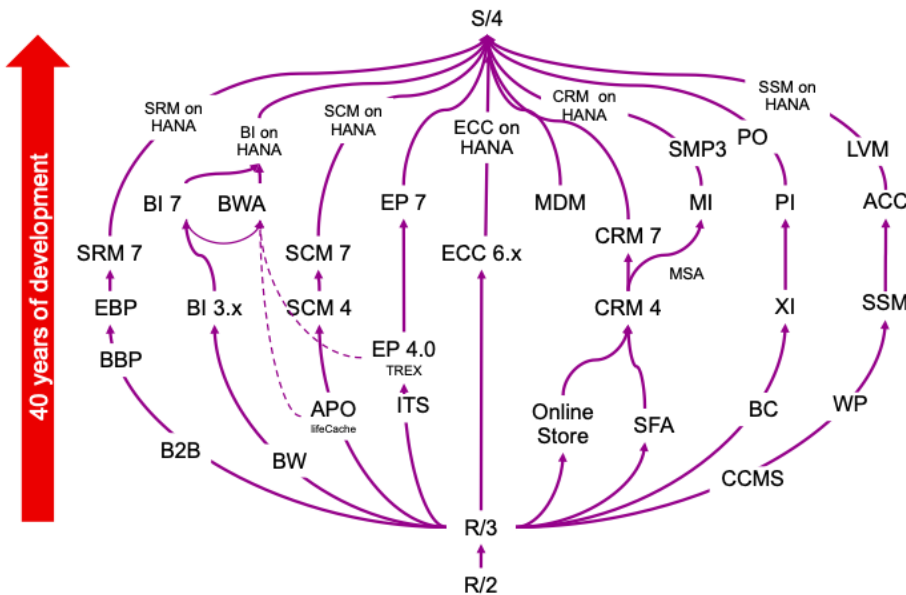 S/4
40 years of development
SRM on
HANA
BI on
HANA
SCM on
HANA
ECC on
HANA
CRM on
HANA
SSM on
HANA
PO
SMP3
LVM
BI 7
BWA
EP 7
MDM
MI
PI
ACC
SRM 7
SCM 7
ECC 6.x
CRM 7
MSA
EBP
BI 3.x
SCM 4
CRM 4
XI
SSM
BBP
EP 4.0
TREX
APO
lifeCache
ITS
Online
Store
SFA
BC
WP
B2B
BW
CCMS
R/3
R/2